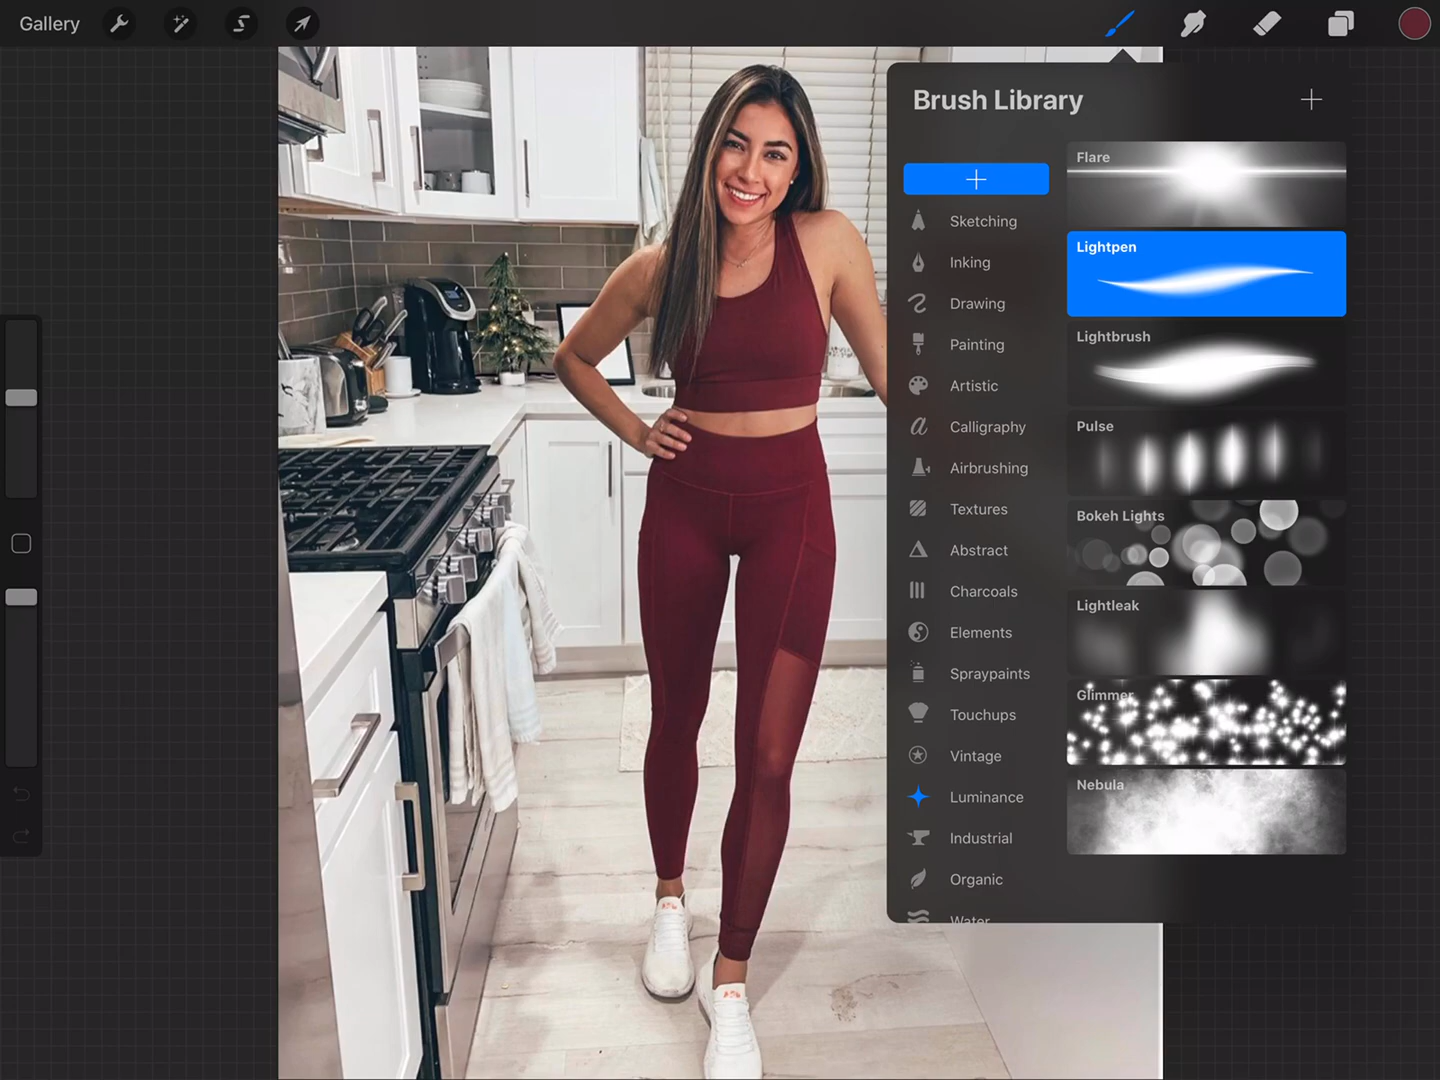 Gallery
Brush Library
Sketching
Inking
Drawing
Painting
Artistic
Calligraphy
Airbrushing
Textures
Abstract
Charcoals
Elements
Spraypaints
Touchups
Vintage
Luminance
Industrial
Organic
Water
Flare
Lightpen
Lightbrush
Pulse
Bokeh Lights
Lightleak
Glimmer
Nebula